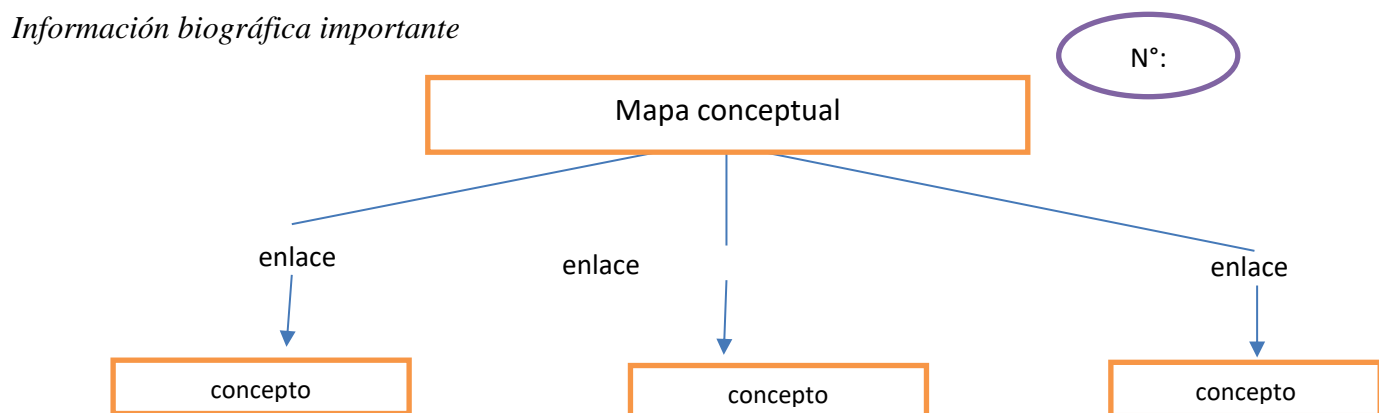 Información biográfica importante
N°:
Mapa conceptual
enlace
enlace
enlace
concepto
concepto
concepto